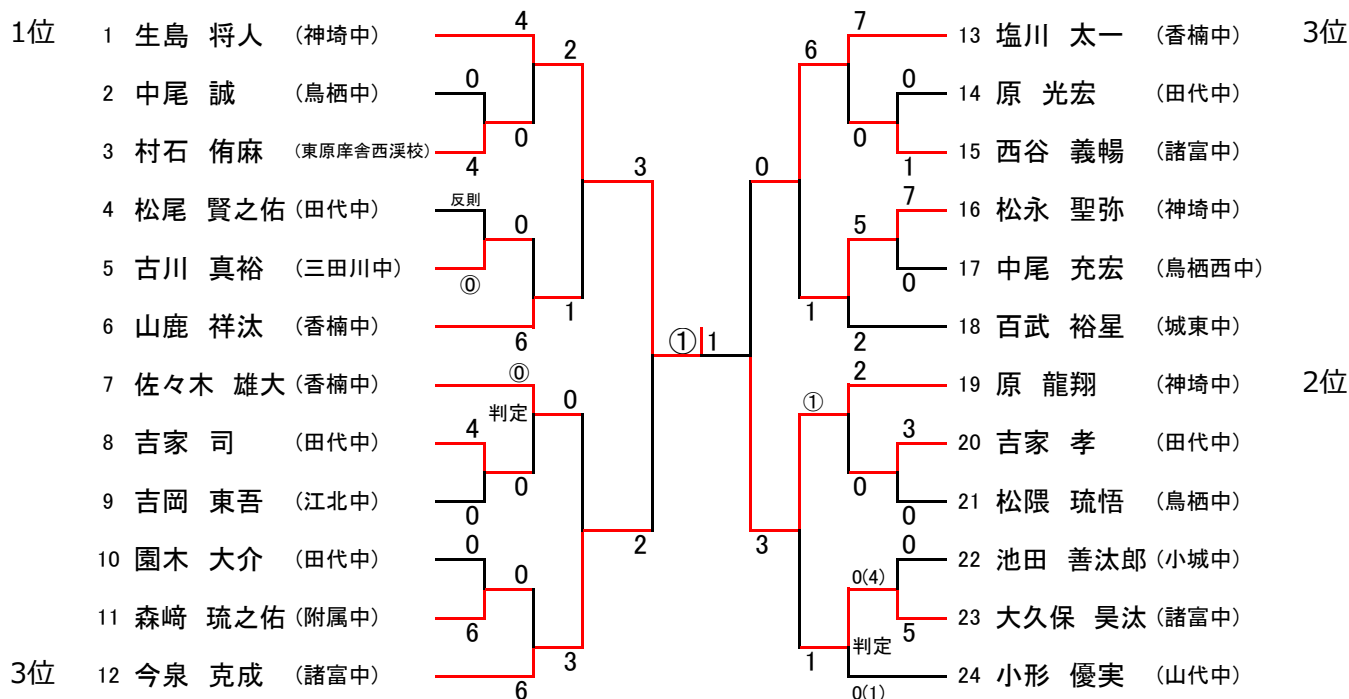 1位 1 生島 将人 (神埼中) 4 2
2 中尾 誠 (鳥栖中) 0 0
3 村石 侑麻 (東原庠舎西渓校) 4 3
4 松尾 賢之佑 (田代中) 反則 0
5 古川 真裕 (三田川中) ⓪ 1
6 山鹿 祥汰 (香楠中) 6
7 佐々木 雄大 (香楠中) ⓪ 判定 0
8 吉家 司 (田代中) 4 0
9 吉岡 東吾 (江北中) 0
10 園木 大介 (田代中) 0 0 2
11 森﨑 琉之佑 (附属中) 6 3
3位 12 今泉 克成 (諸富中) 6
① 1
6 7 13 塩川 太一 (香楠中) 3位
0 0 14 原 光宏 (田代中)
0 1 15 西谷 義暢 (諸富中)
5 7 16 松永 聖弥 (神埼中)
1 0 17 中尾 充宏 (鳥栖西中)
2 18 百武 裕星 (城東中)
① 2 19 原 龍翔 (神埼中) 2位
0 3 20 吉家 孝 (田代中)
0 21 松隈 琉悟 (鳥栖中)
3 0(4) 0 22 池田 善汰郎 (小城中)
1 判定 5 23 大久保 昊汰 (諸富中)
0(1) 24 小形 優実 (山代中)